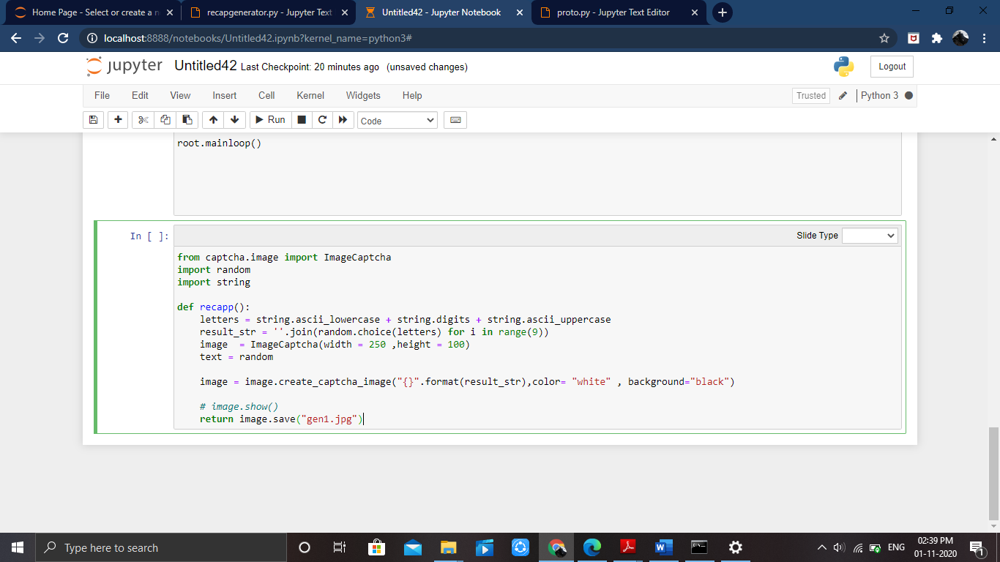 Home Page - Select or create a n
recapgenerator.py - Jupyter Text
Untitled42 - Jupyter Notebook
proto.py - Jupyter Text Editor
localhost:8888/notebooks/Untitled42.ipynb?kernel_name=python3#
jupyter Untitled42 Last Checkpoint: 20 minutes ago (unsaved changes)
Logout
File Edit View Insert Cell Kernel Widgets Help
Trusted
Python 3
Run
Code
root.mainloop()
In [ ]:
Slide Type
from captcha.image import ImageCaptcha
import random
import string
def recapp():
    letters = string.ascii_lowercase + string.digits + string.ascii_uppercase
    result_str = ''.join(random.choice(letters) for i in range(9))
    image  = ImageCaptcha(width = 250 ,height = 100)
    text = random
    image = image.create_captcha_image("{}".format(result_str),color= "white" , background="black")
    # image.show()
    return image.save("gen1.jpg")
Type here to search
ENG
02:39 PM
01-11-2020
1